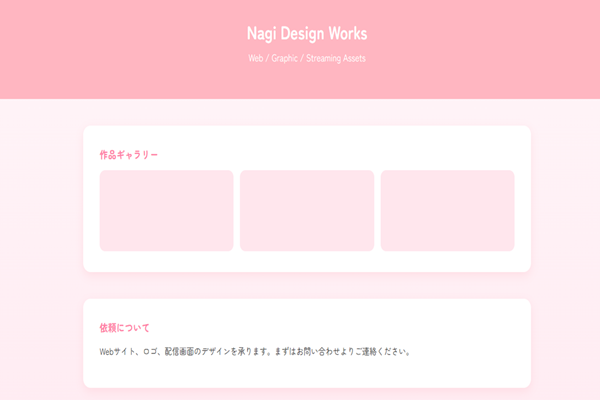 Nagi Design Works
Web / Graphic / Streaming Assets
作品ギャラリー
依頼について
Webサイト、ロゴ、配信画面のデザインを承ります。まずはお問い合わせよりご連絡ください。